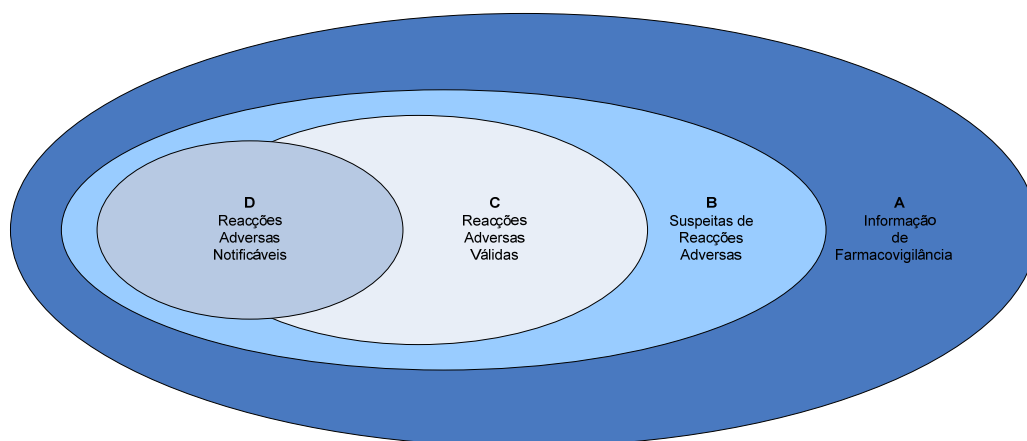 D
Reacções
Adversas
Notificáveis
C
Reacções
Adversas
Válidas
B
Suspeitas de
Reacções
Adversas
A
Informação
de
Farmacovigilância